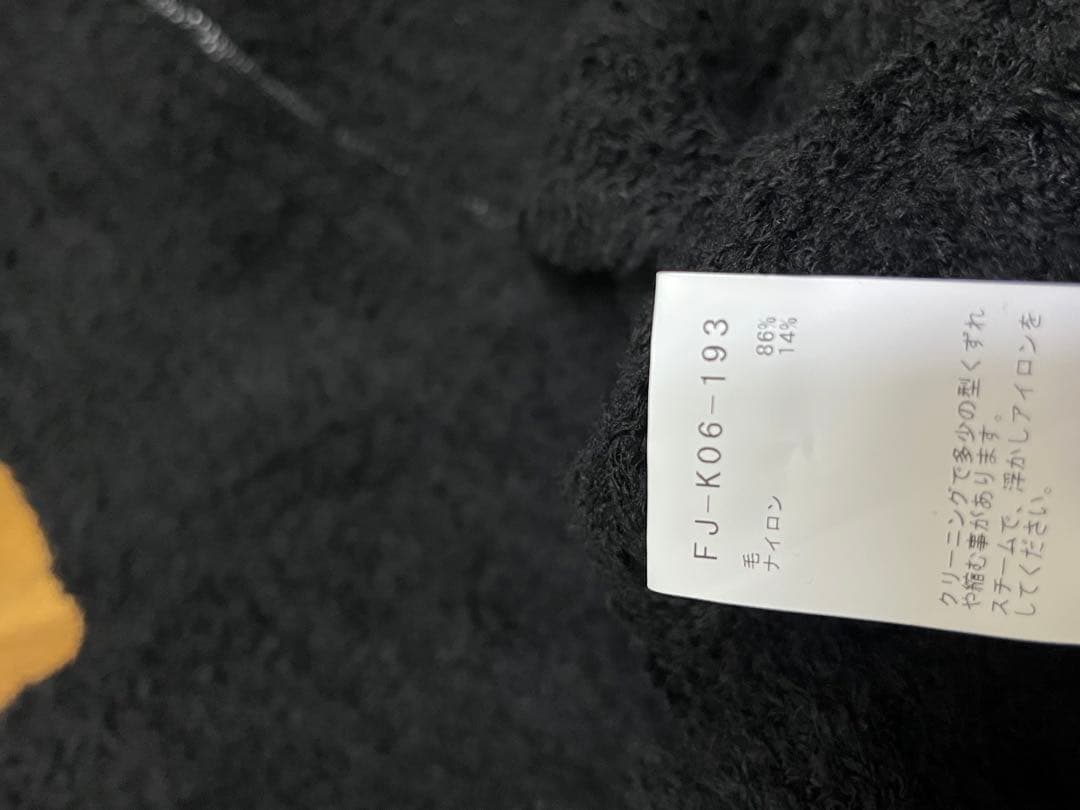 FJ-K06-193
毛 86%
ナイロン 14%
クリーニングで多少の型くずれ
や縮む事があります。
スチームで、浮かしアイロンを
してください。